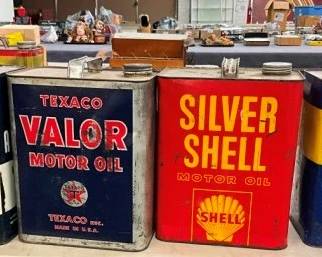 TEXACO
VALOR
MOTOR OIL
TEXACO INC.
MADE IN U.S.A.
SILVER
SHELL
MOTOR OIL
SHELL